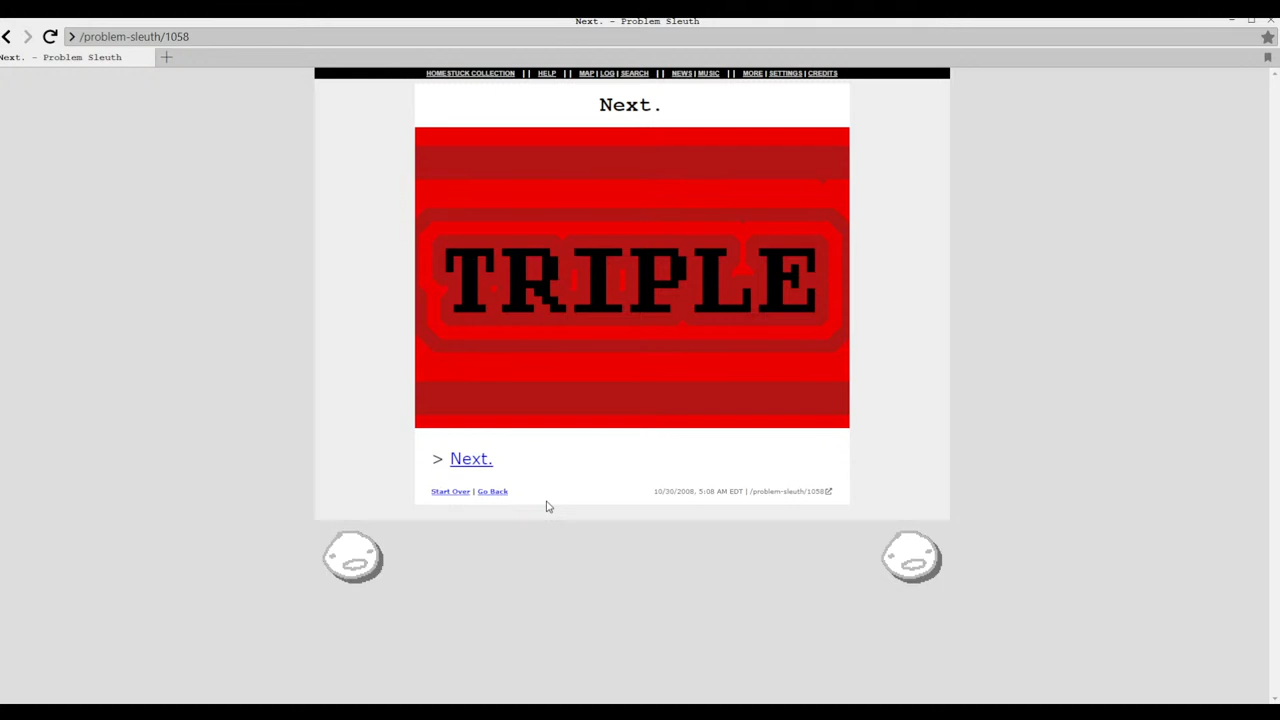 Next. - Problem Sleuth
/problem-sleuth/1058
Next. - Problem Sleuth
HOMESTUCK COLLECTION || HELP || MAP | LOG | SEARCH || NEWS | MUSIC || MORE | SETTINGS | CREDITS
Next.
TRIPLE
> Next.
Start Over | Go Back
10/30/2008, 5:08 AM EDT | /problem-sleuth/1058